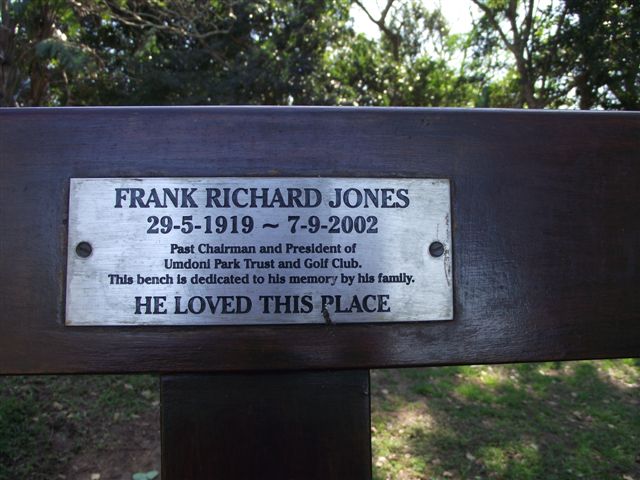 FRANK RICHARD JONES
29-5-1919 ~ 7-9-2002
Past Chairman and President of
Umdoni Park Trust and Golf Club.
This bench is dedicated to his memory by his family.
HE LOVED THIS PLACE